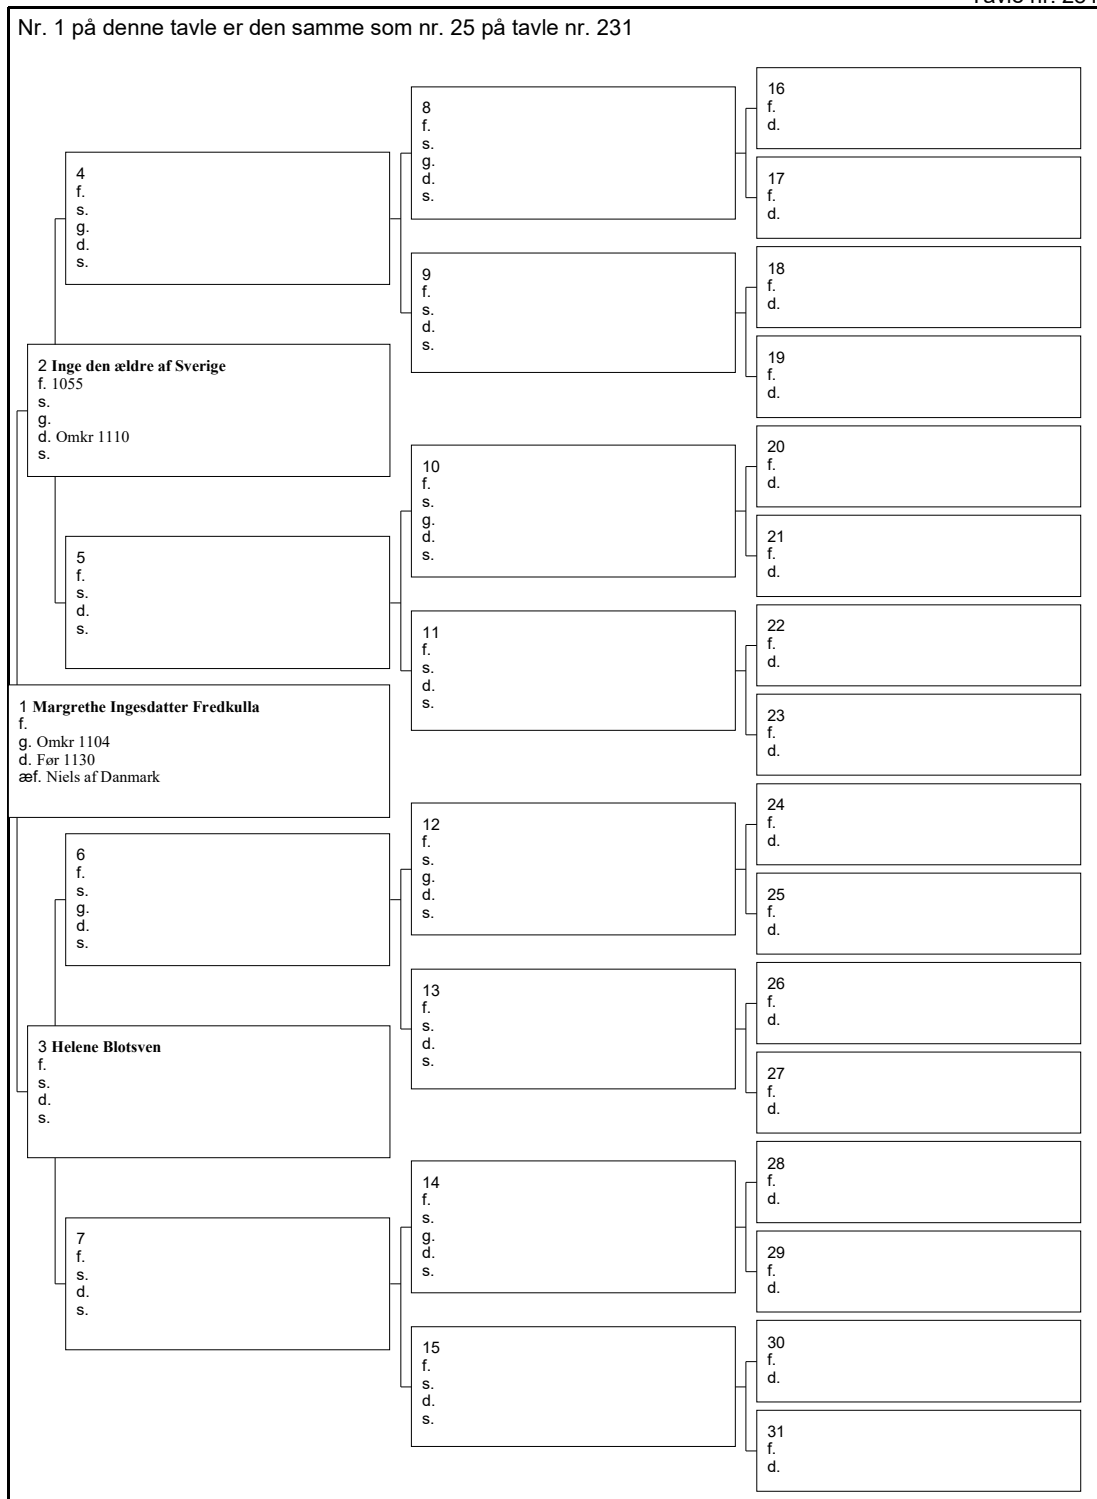 Nr. 1 på denne tavle er den samme som nr. 25 på tavle nr. 231
16
f.
d.
8
f.
s.
g.
d.
s.
17
f.
d.
4
f.
s.
g.
d.
s.
18
f.
d.
9
f.
s.
d.
s.
19
f.
d.
2 Inge den ældre af Sverige
f. 1055
s.
g.
d. Omkr 1110
s.
20
f.
d.
10
f.
s.
g.
d.
s.
21
f.
d.
5
f.
s.
d.
s.
22
f.
d.
11
f.
s.
d.
s.
23
f.
d.
1 Margrethe Ingesdatter Fredkulla
f.
g. Omkr 1104
d. Før 1130
æf. Niels af Danmark
24
f.
d.
12
f.
s.
g.
d.
s.
25
f.
d.
6
f.
s.
g.
d.
s.
26
f.
d.
13
f.
s.
d.
s.
27
f.
d.
3 Helene Blotsven
f.
s.
d.
s.
28
f.
d.
14
f.
s.
g.
d.
s.
29
f.
d.
7
f.
s.
d.
s.
30
f.
d.
15
f.
s.
d.
s.
31
f.
d.